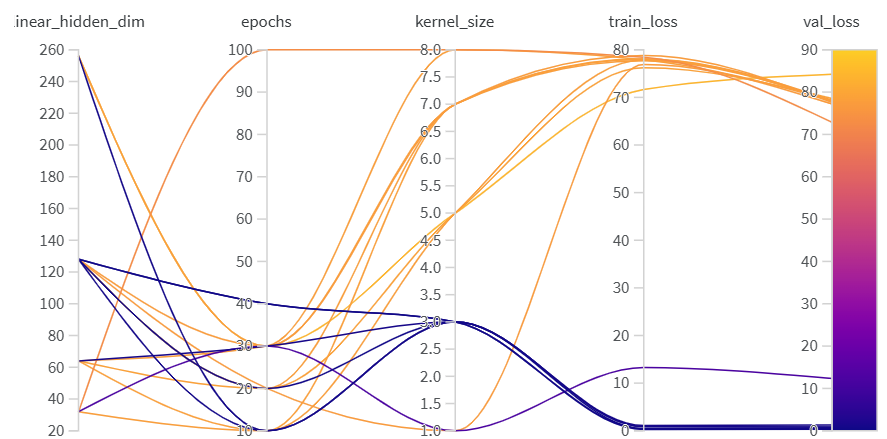 .inear_hidden_dim epochs kernel_size train_loss val_loss
260 100 8.0 80 90
240 90 7.5 70 80
220 80 7.0 60 70
200 70 6.5 50 60
180 60 6.0 40 50
160 50 5.5 30 40
140 40 5.0 20 30
120 30 4.5 10 20
100 20 4.0 0 10
80 10 3.5 0
60 3.0
40 2.5
20 2.0
1.5
1.0